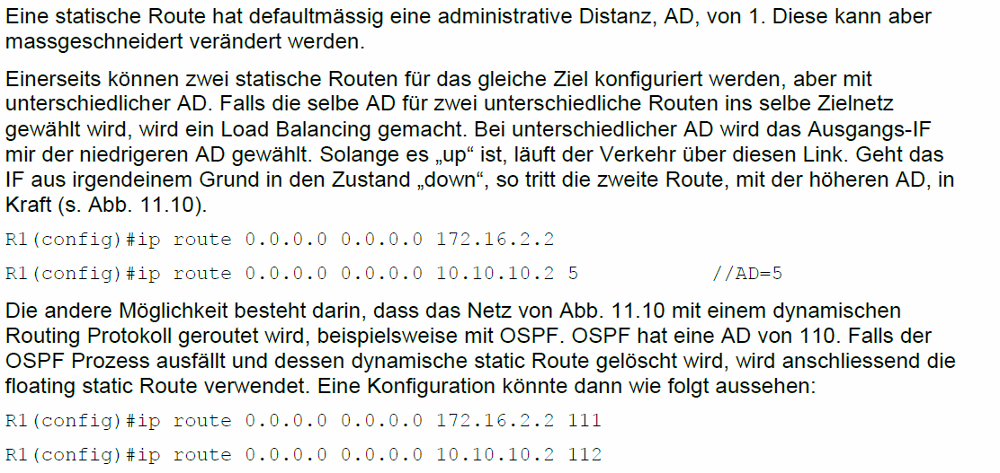 Eine statische Route hat defaultmässig eine administrative Distanz, AD, von 1. Diese kann aber
massgeschneidert verändert werden.
Einerseits können zwei statische Routen für das gleiche Ziel konfiguriert werden, aber mit
unterschiedlicher AD. Falls die selbe AD für zwei unterschiedliche Routen ins selbe Zielnetz
gewählt wird, wird ein Load Balancing gemacht. Bei unterschiedlicher AD wird das Ausgangs-IF
mir der niedrigeren AD gewählt. Solange es „up“ ist, läuft der Verkehr über diesen Link. Geht das
IF aus irgendeinem Grund in den Zustand „down“, so tritt die zweite Route, mit der höheren AD, in
Kraft (s. Abb. 11.10).
R1(config)#ip route 0.0.0.0 0.0.0.0 172.16.2.2
R1(config)#ip route 0.0.0.0 0.0.0.0 10.10.10.2 5 //AD=5
Die andere Möglichkeit besteht darin, dass das Netz von Abb. 11.10 mit einem dynamischen
Routing Protokoll geroutet wird, beispielsweise mit OSPF. OSPF hat eine AD von 110. Falls der
OSPF Prozess ausfällt und dessen dynamische static Route gelöscht wird, wird anschliessend die
floating static Route verwendet. Eine Konfiguration könnte dann wie folgt aussehen:
R1(config)#ip route 0.0.0.0 0.0.0.0 172.16.2.2 111
R1(config)#ip route 0.0.0.0 0.0.0.0 10.10.10.2 112